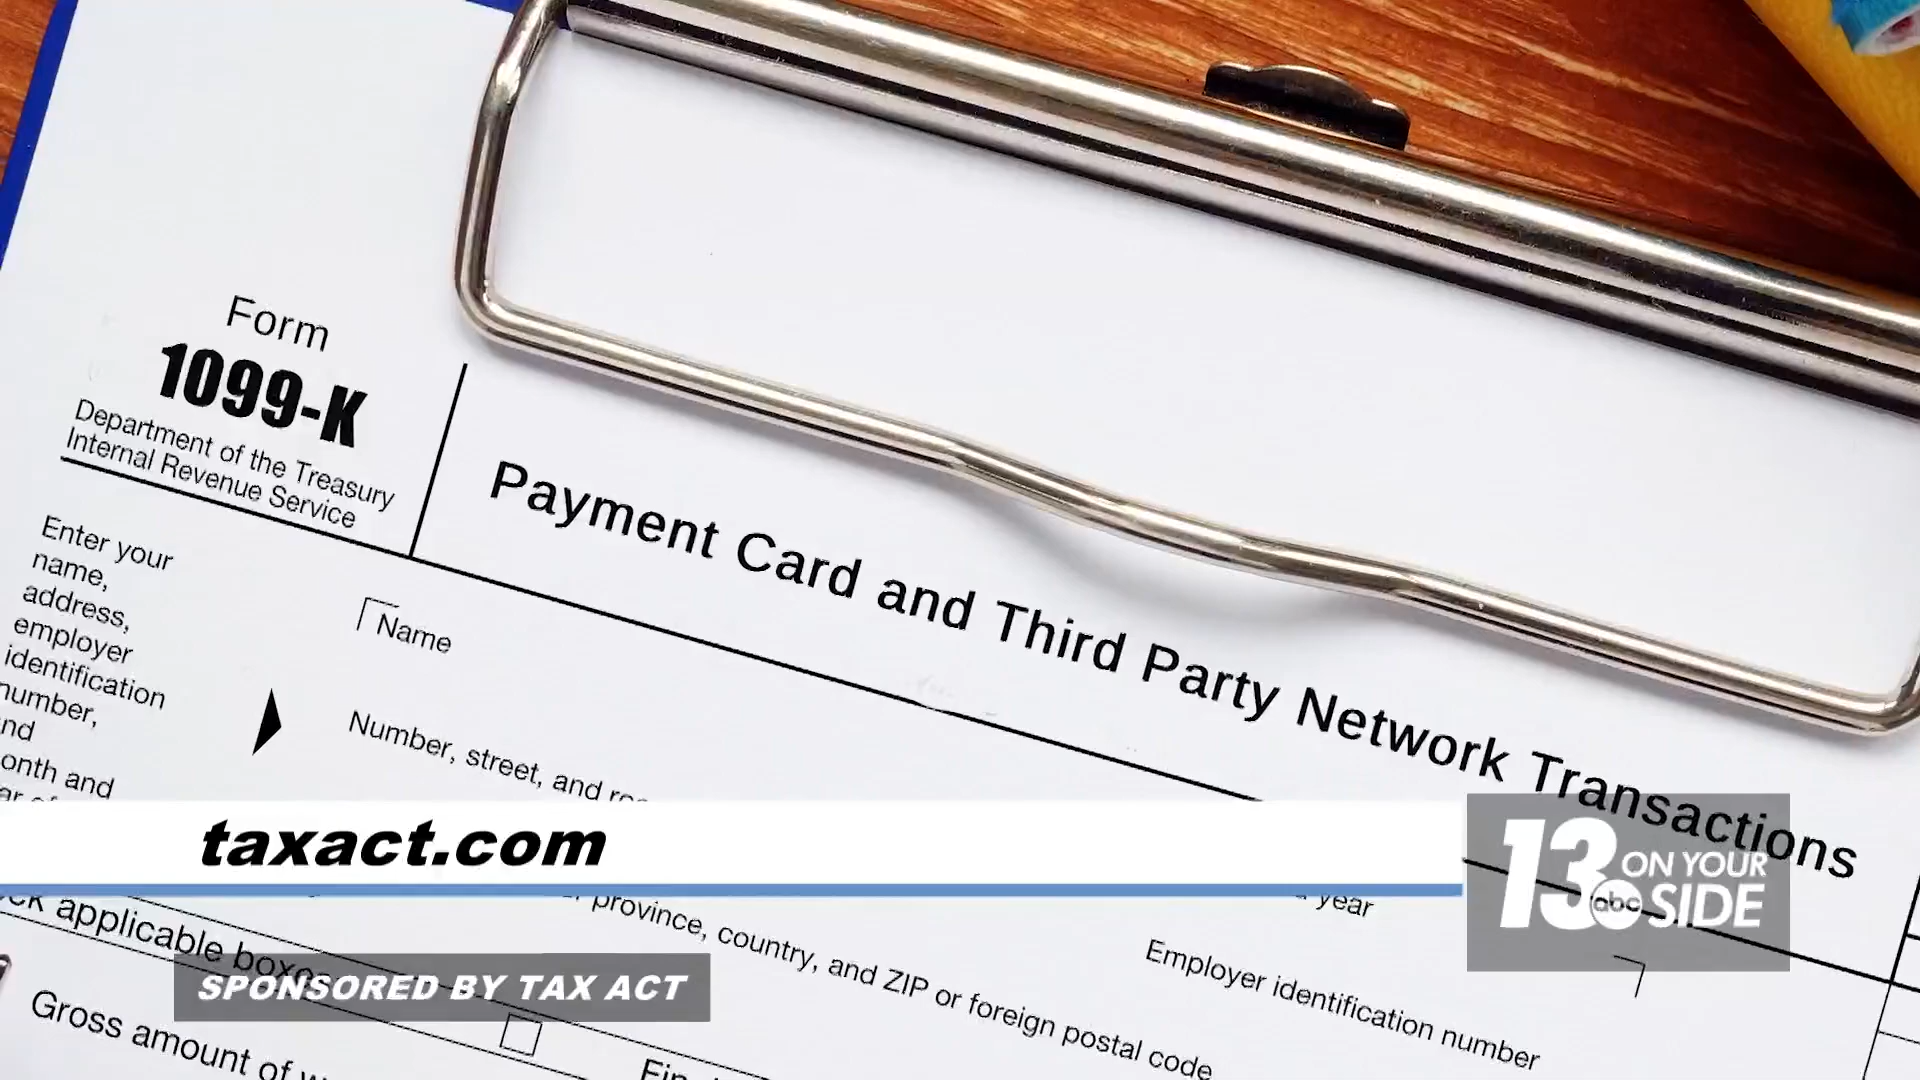 Form
1099-K
Department of the Treasury
Internal Revenue Service
Payment Card and Third Party Network Transactions
Enter your
name,
address,
employer
identification
number,
Name
Number, street, and
taxact.com
13 abc ON YOUR
SIDE
province, country, and ZIP or foreign postal code
year
applicable boxes
SPONSORED BY TAX ACT
Employer identification number
Gross amount of